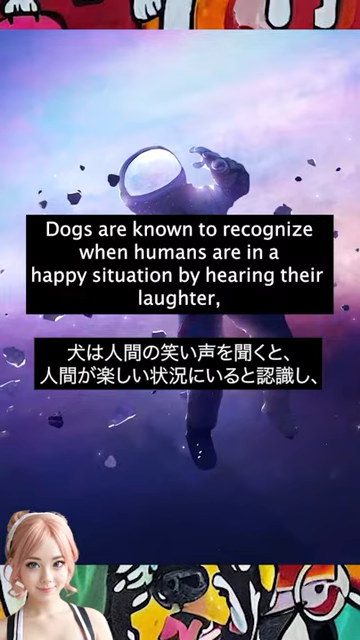 Dogs are known to recognize
when humans are in a
happy situation by hearing their
laughter,
犬は人間の笑い声を聞くと、
人間が楽しい状況にいると認識し、